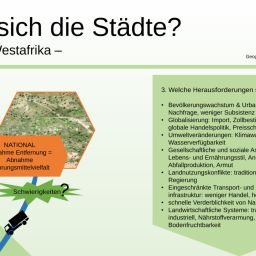 sich die Städte?
Westafrika –
Geog
3. Welche Herausforderungen s
• Bevölkerungswachstum & Urba
Nachfrage, weniger Subsistenz
• Globalisierung: Import, Zollbest
globale Handelspolitik, Preissch
• Umweltveränderungen: Klimaw
Wasserverfügbarkeit
• Gesellschaftliche und soziale As
Lebens- und Ernährungsstil, An
Abfallproduktion, Armut
• Landnutzungskonflikte: tradition
Regierung
• Eingeschränkte Transport- und
infrastruktur: weniger Handel, h
• schnelle Verderblichkeit von Na
• Landwirtschaftliche Systeme: tra
industriell, Nährstoffverarmung,
Bodenfruchtbarkeit
NATIONAL
ahme Entfernung =
Abnahme
hrungsmittelvielfalt
Schwierigkeiten
?